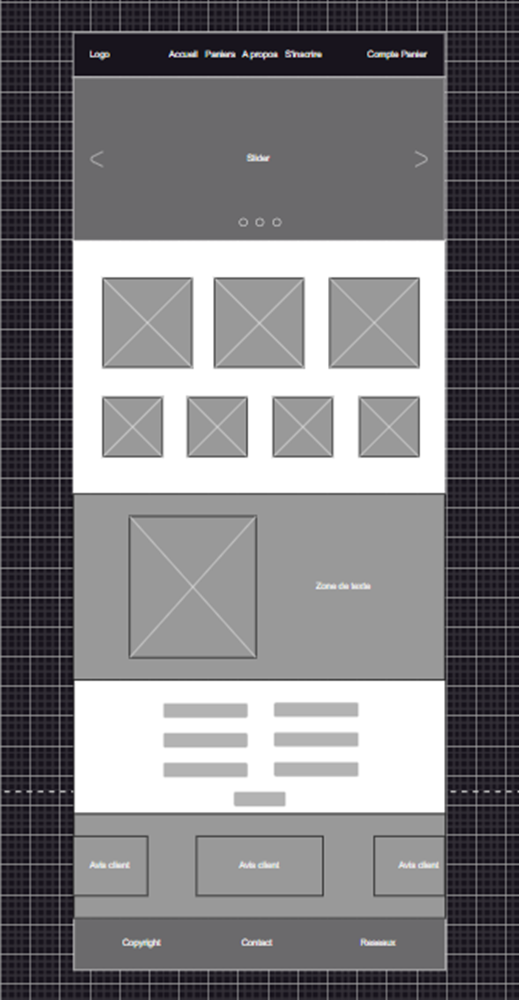 Logo Accueil Paniers A propos S'inscrire Compte Panier
Slider
Zone de texte
Avis client Avis client Avis client
Copyright Contact Reseaux